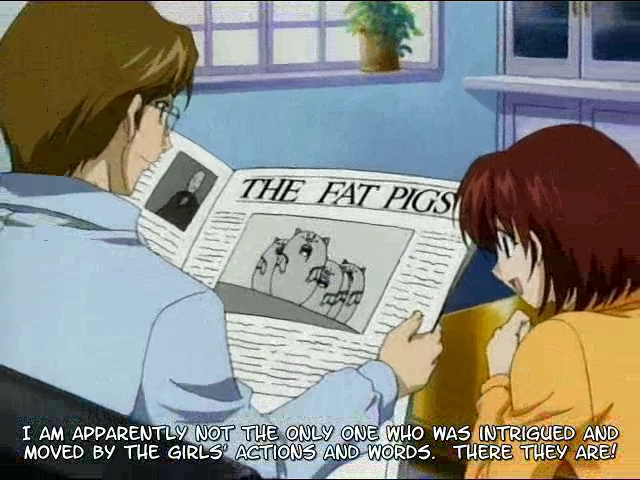 THE FAT PIGS
I AM APPARENTLY NOT THE ONLY ONE WHO WAS INTRIGUED AND
MOVED BY THE GIRLS' ACTIONS AND WORDS. THERE THEY ARE!